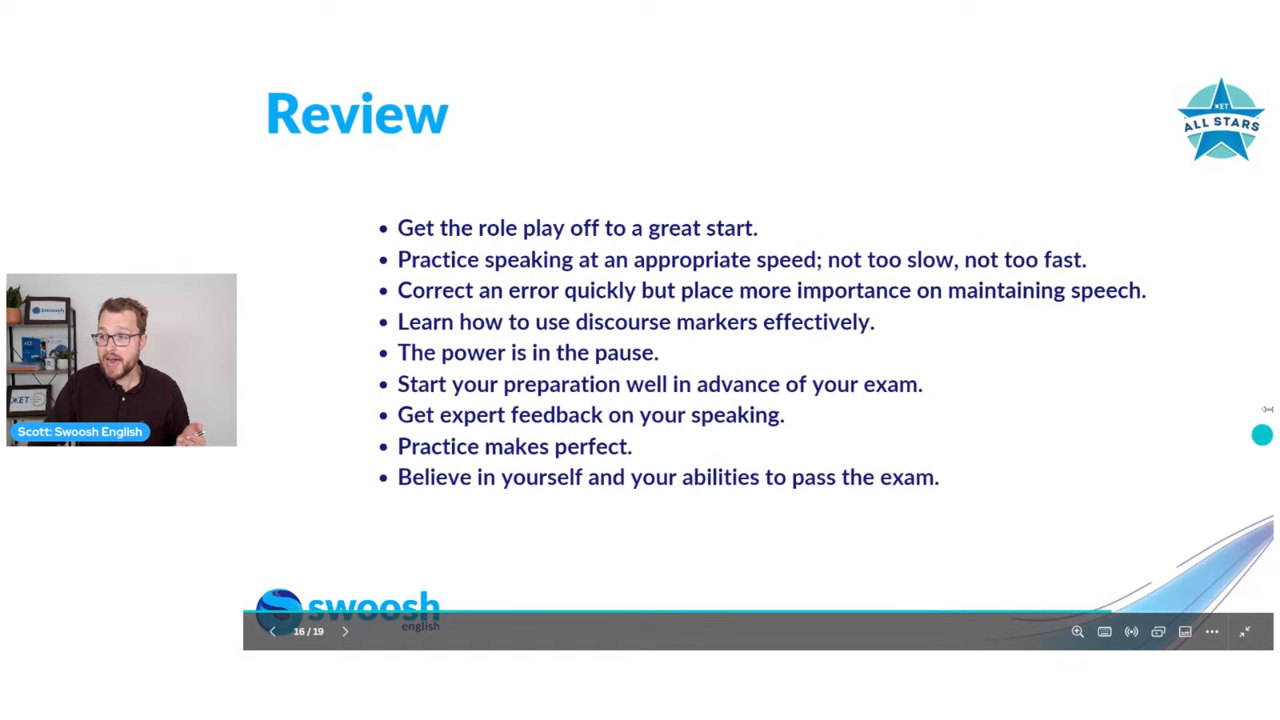 Review
OET
ALL STARS
• Get the role play off to a great start.
• Practice speaking at an appropriate speed; not too slow, not too fast.
• Correct an error quickly but place more importance on maintaining speech.
• Learn how to use discourse markers effectively.
• The power is in the pause.
• Start your preparation well in advance of your exam.
• Get expert feedback on your speaking.
• Practice makes perfect.
• Believe in yourself and your abilities to pass the exam.
swoosh
OET
Scott: Swoosh English
swoosh
english
16 / 19